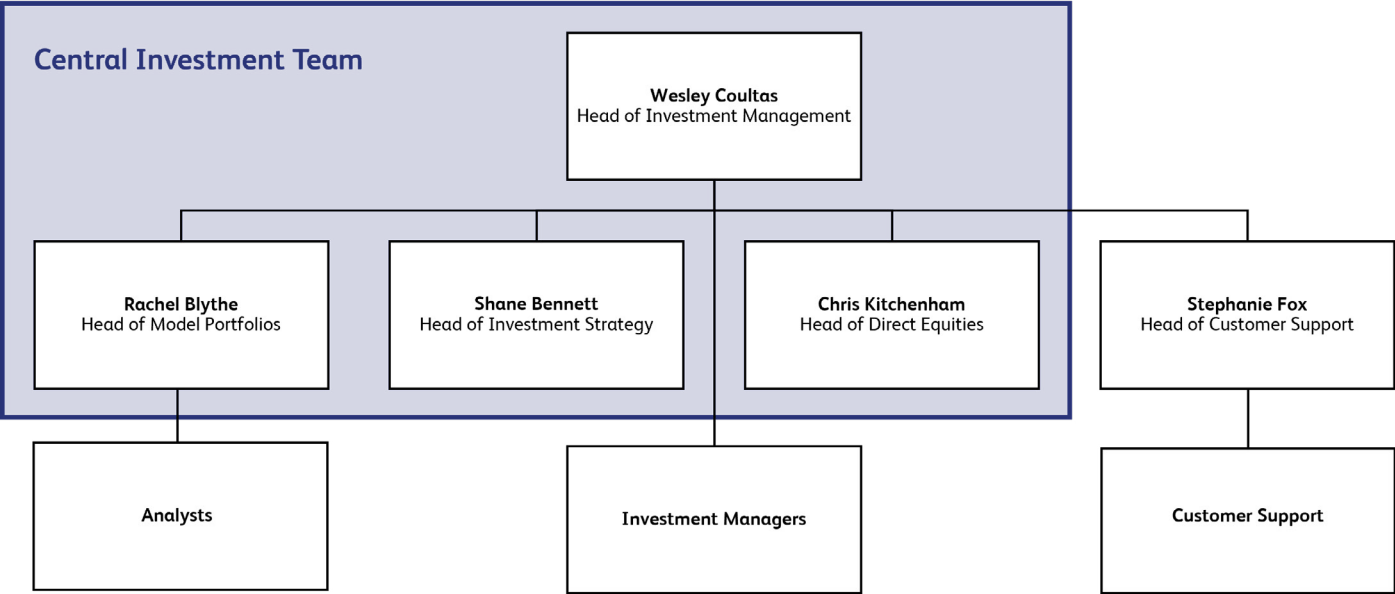 Central Investment Team
Wesley Coultas
Head of Investment Management
Rachel Blythe
Head of Model Portfolios
Shane Bennett
Head of Investment Strategy
Chris Kitchenham
Head of Direct Equities
Stephanie Fox
Head of Customer Support
Analysts
Investment Managers
Customer Support